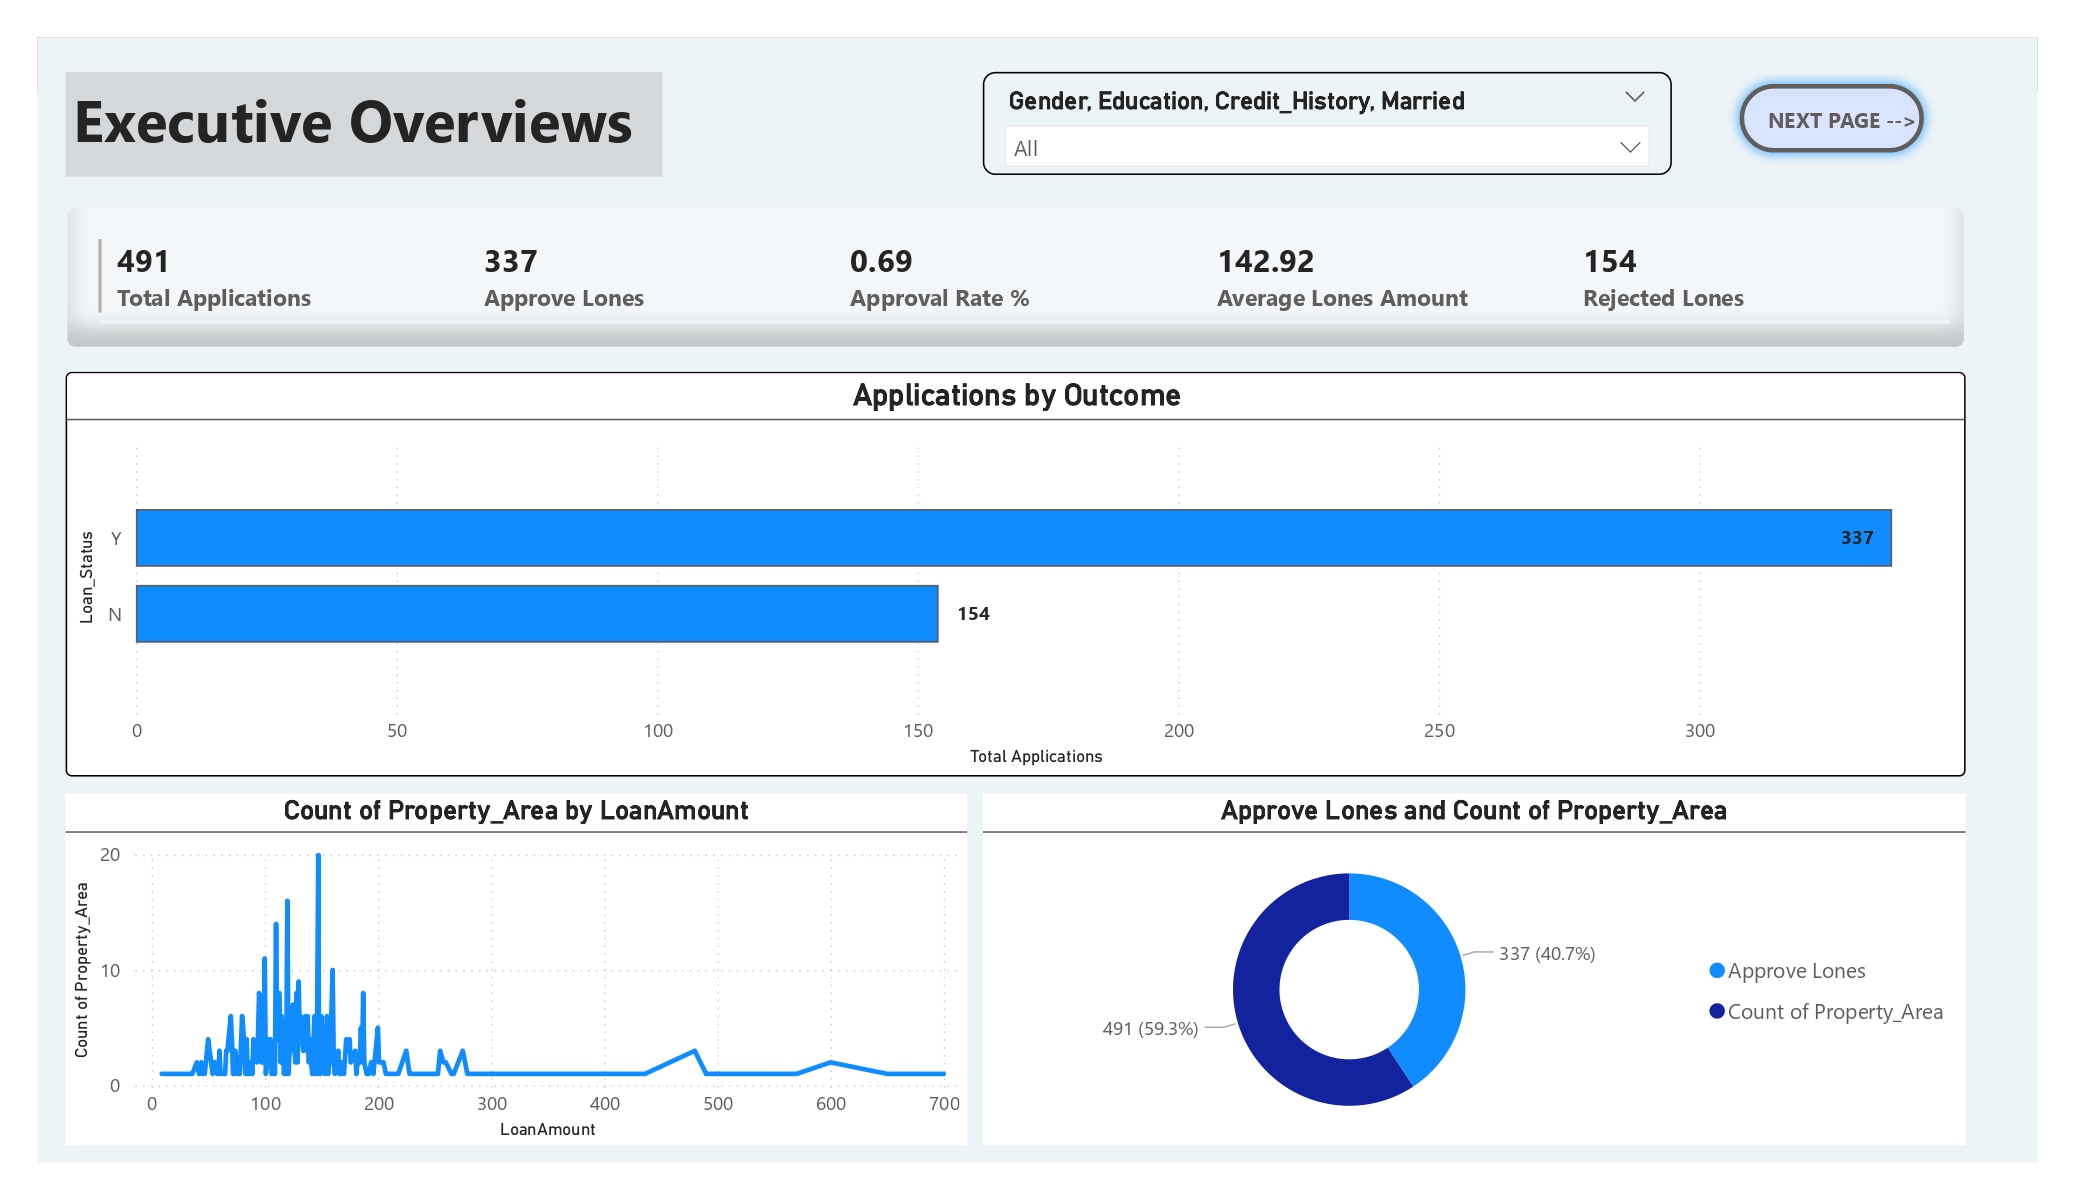 Executive Overviews
Gender, Education, Credit_History, Married
All
NEXT PAGE -->
491
Total Applications
337
Approve Lones
0.69
Approval Rate %
142.92
Average Lones Amount
154
Rejected Lones
Applications by Outcome
Loan_Status
Y
337
N
154
0 50 100 150 200 250 300
Total Applications
Count of Property_Area by LoanAmount
Count of Property_Area
20
10
0
0 100 200 300 400 500 600 700
LoanAmount
Approve Lones and Count of Property_Area
337 (40.7%)
491 (59.3%)
Approve Lones
Count of Property_Area